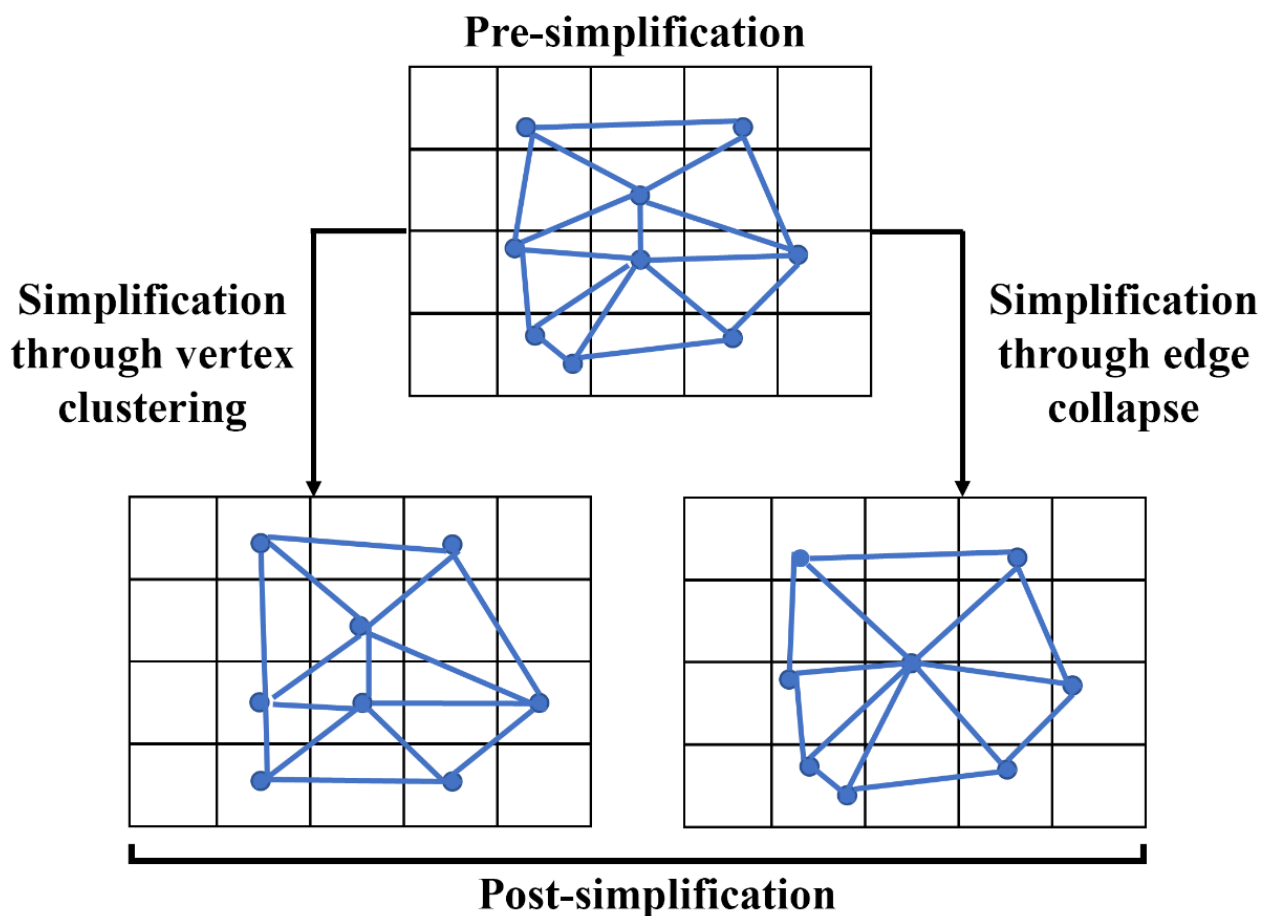 Pre-simplification
Simplification
through vertex
clustering
Simplification
through edge
collapse
Post-simplification